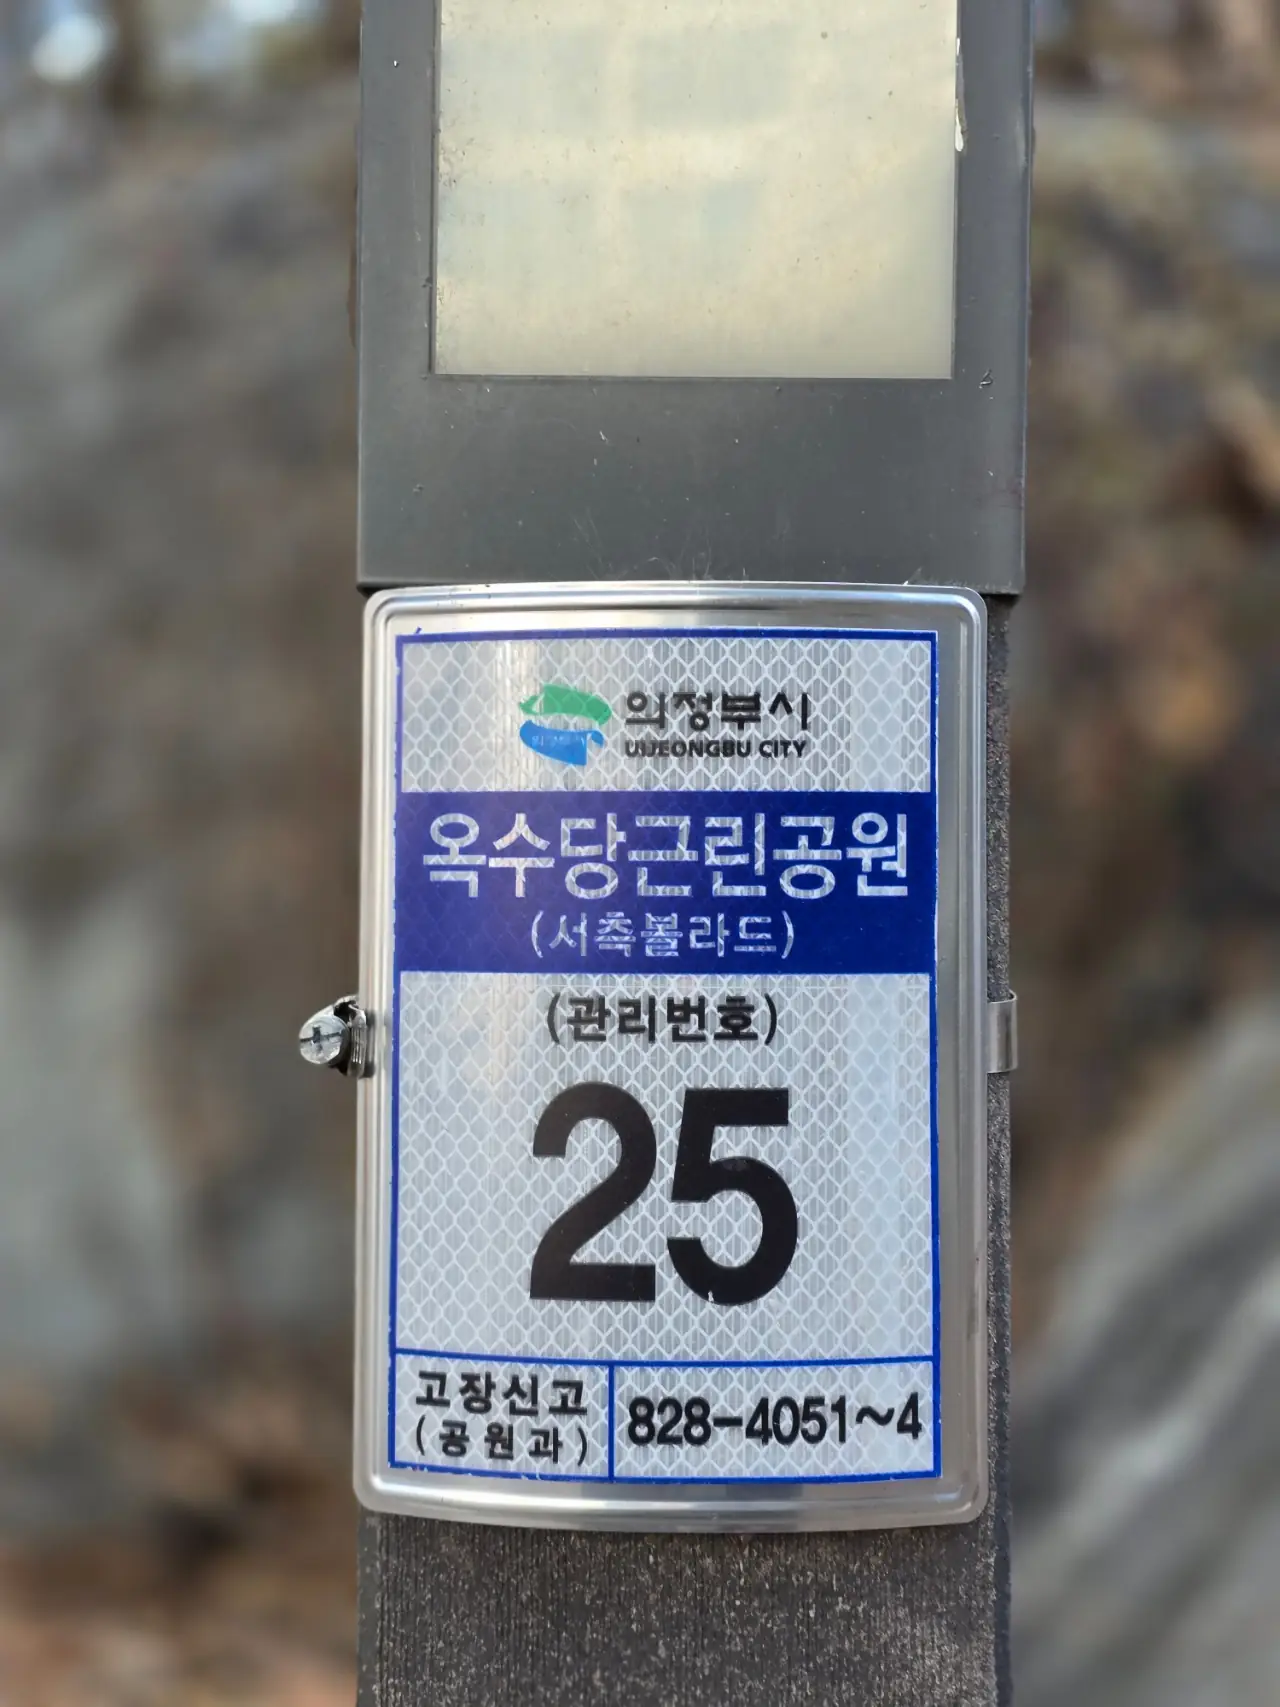 의정부시
UIJEONGBU CITY
옥수당근린공원
(서측볼라드)
(관리번호)
25
고장신고
(공원과)
828-4051~4